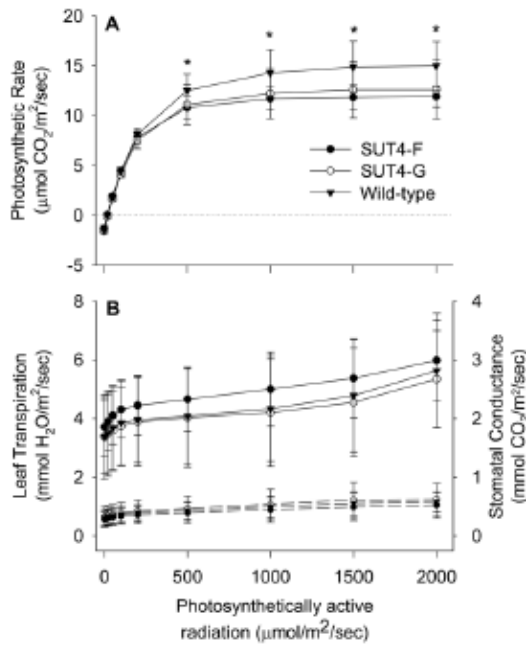 A
* * * *
20
15
10
5
0
-5
Photosynthetic Rate
(μmol CO2/m2/sec)
SUT4-F
SUT4-G
Wild-type
B
8
6
4
2
0
Leaf Transpiration
(mmol H2O/m2/sec)
4
3
2
1
0
Stomatal Conductance
(mmol CO2/m2/sec)
0 500 1000 1500 2000
Photosynthetically active
radiation (μmol/m2/sec)